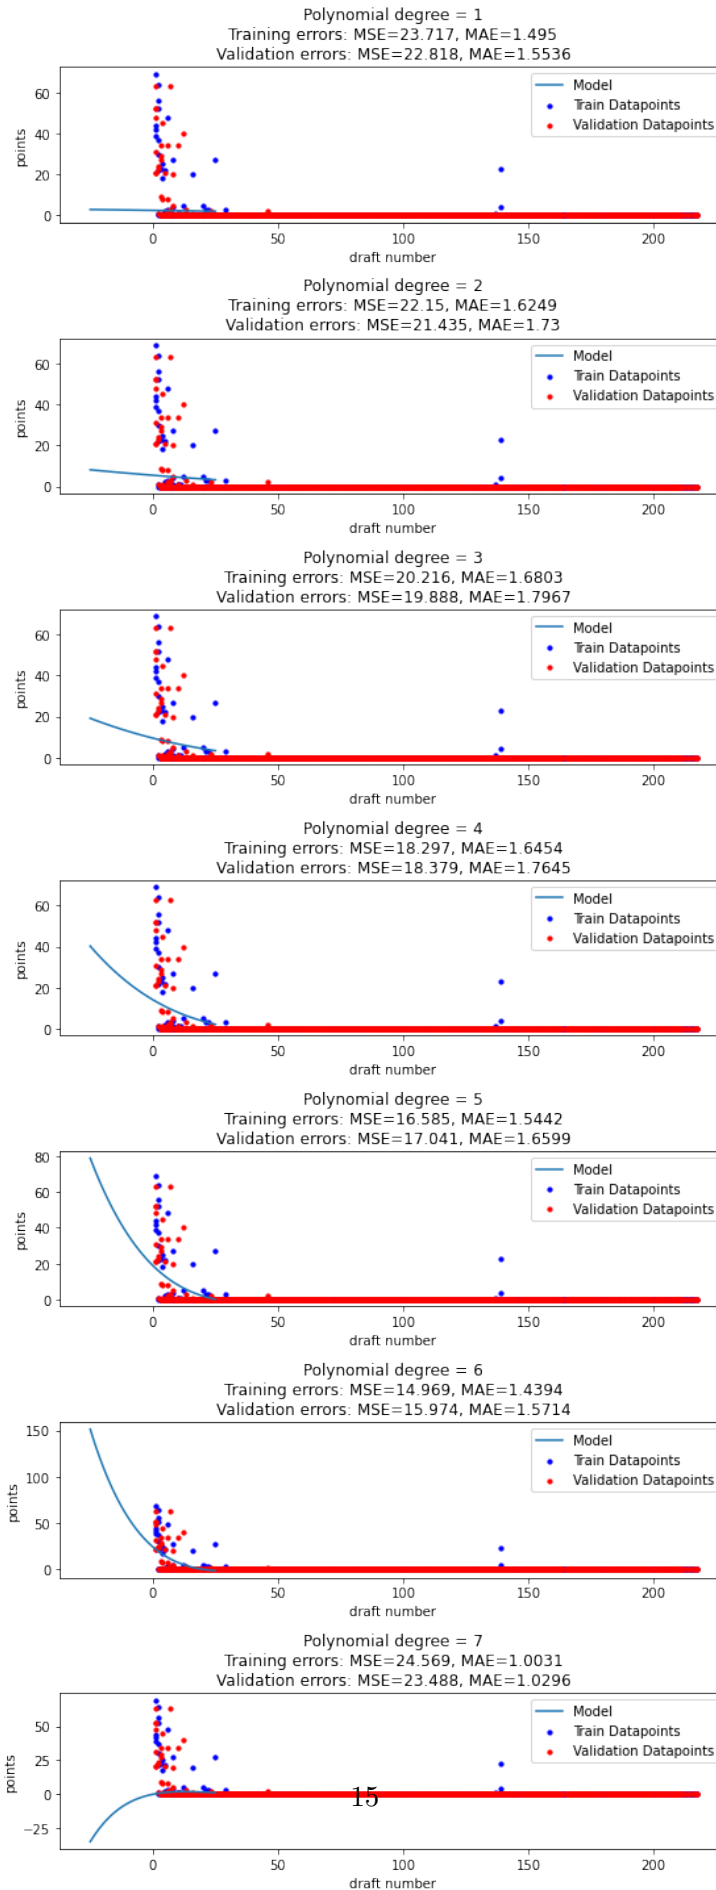 Polynomial degree = 1
Training errors: MSE=23.717, MAE=1.495
Validation errors: MSE=22.818, MAE=1.5536
Model
Train Datapoints
Validation Datapoints
points
60
40
20
0
0 50 100 150 200
draft number
Polynomial degree = 2
Training errors: MSE=22.15, MAE=1.6249
Validation errors: MSE=21.435, MAE=1.73
Model
Train Datapoints
Validation Datapoints
points
60
40
20
0
0 50 100 150 200
draft number
Polynomial degree = 3
Training errors: MSE=20.216, MAE=1.6803
Validation errors: MSE=19.888, MAE=1.7967
Model
Train Datapoints
Validation Datapoints
points
60
40
20
0
0 50 100 150 200
draft number
Polynomial degree = 4
Training errors: MSE=18.297, MAE=1.6454
Validation errors: MSE=18.379, MAE=1.7645
Model
Train Datapoints
Validation Datapoints
points
60
40
20
0
0 50 100 150 200
draft number
Polynomial degree = 5
Training errors: MSE=16.585, MAE=1.5442
Validation errors: MSE=17.041, MAE=1.6599
Model
Train Datapoints
Validation Datapoints
points
80
60
40
20
0
0 50 100 150 200
draft number
Polynomial degree = 6
Training errors: MSE=14.969, MAE=1.4394
Validation errors: MSE=15.974, MAE=1.5714
Model
Train Datapoints
Validation Datapoints
points
150
100
50
0
0 50 100 150 200
draft number
Polynomial degree = 7
Training errors: MSE=24.569, MAE=1.0031
Validation errors: MSE=23.488, MAE=1.0296
Model
Train Datapoints
Validation Datapoints
points
50
25
0
−25
15
0 50 100 150 200
draft number